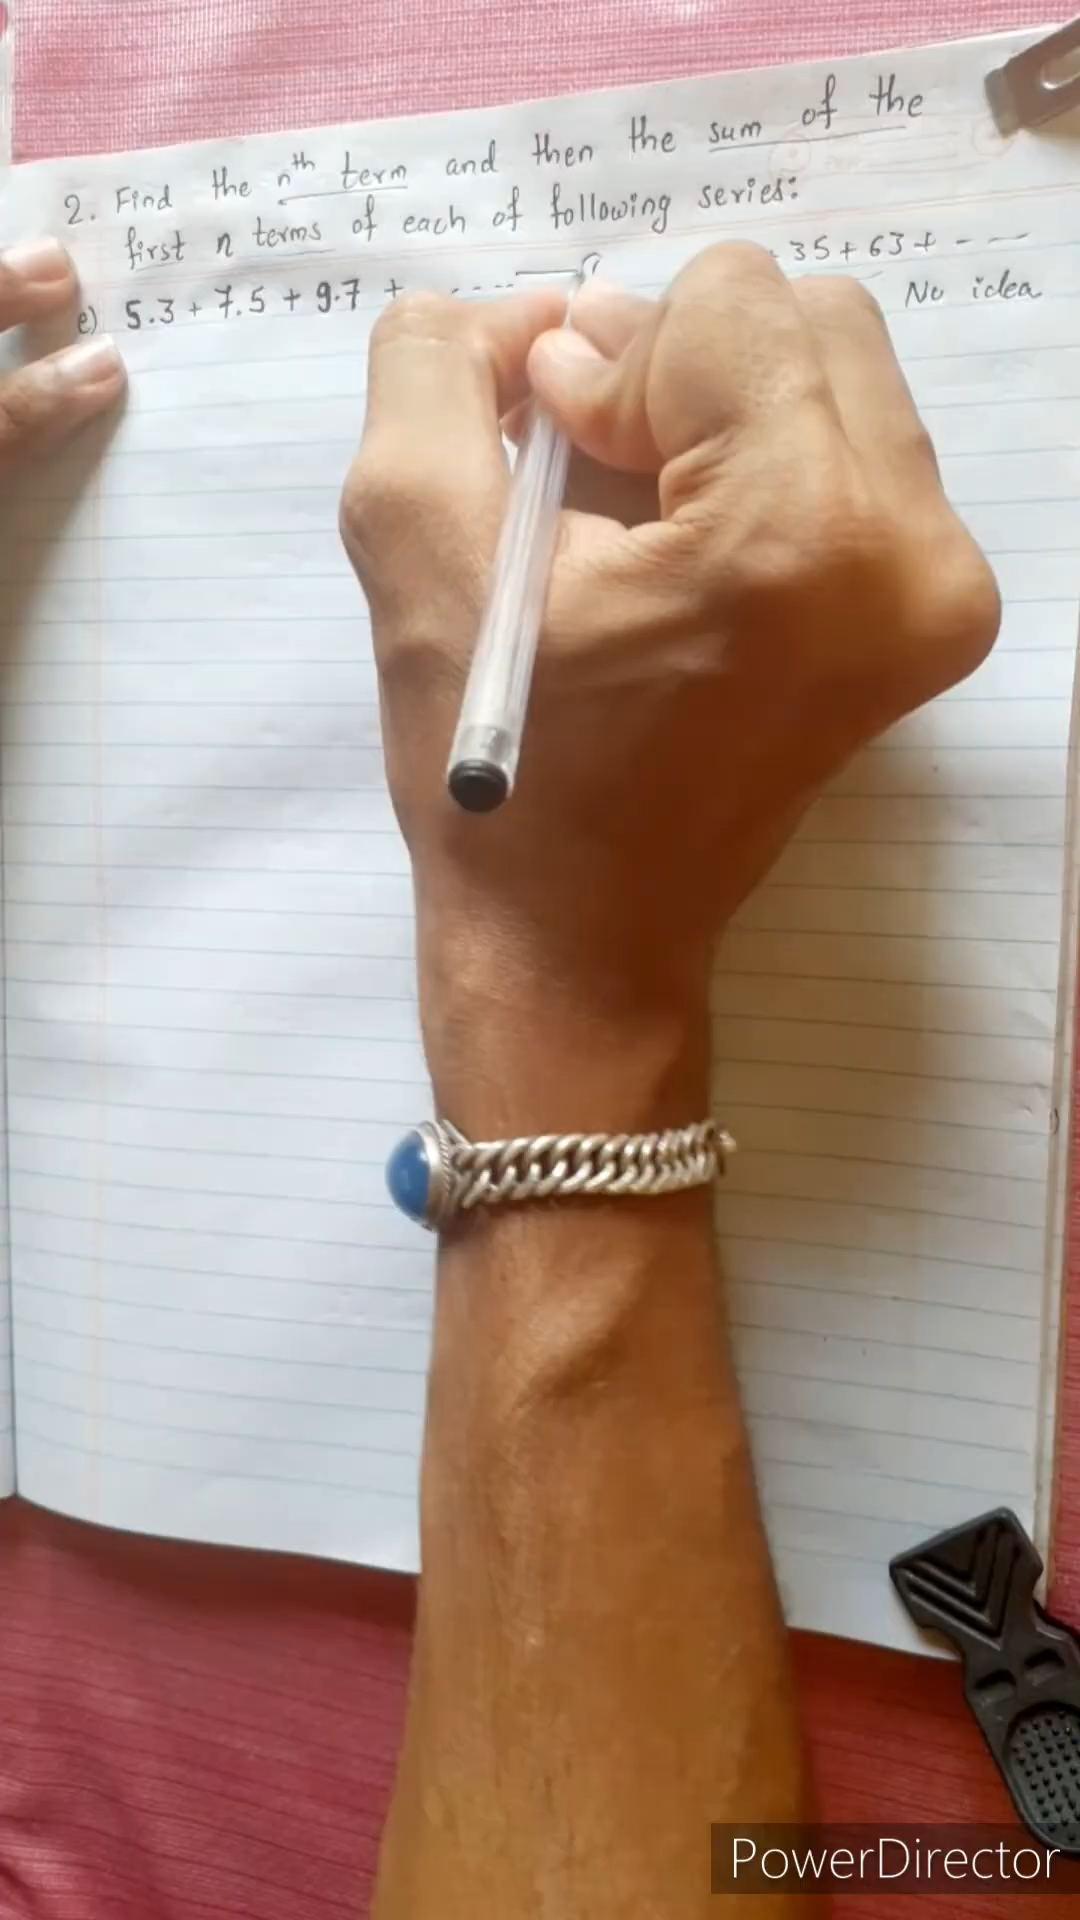 2. Find the nth term and then the sum of the
first n terms of each of following series:
e) 5.3 + 7.5 + 9.7 + .... 35 + 63 + - - -
No idea
PowerDirector